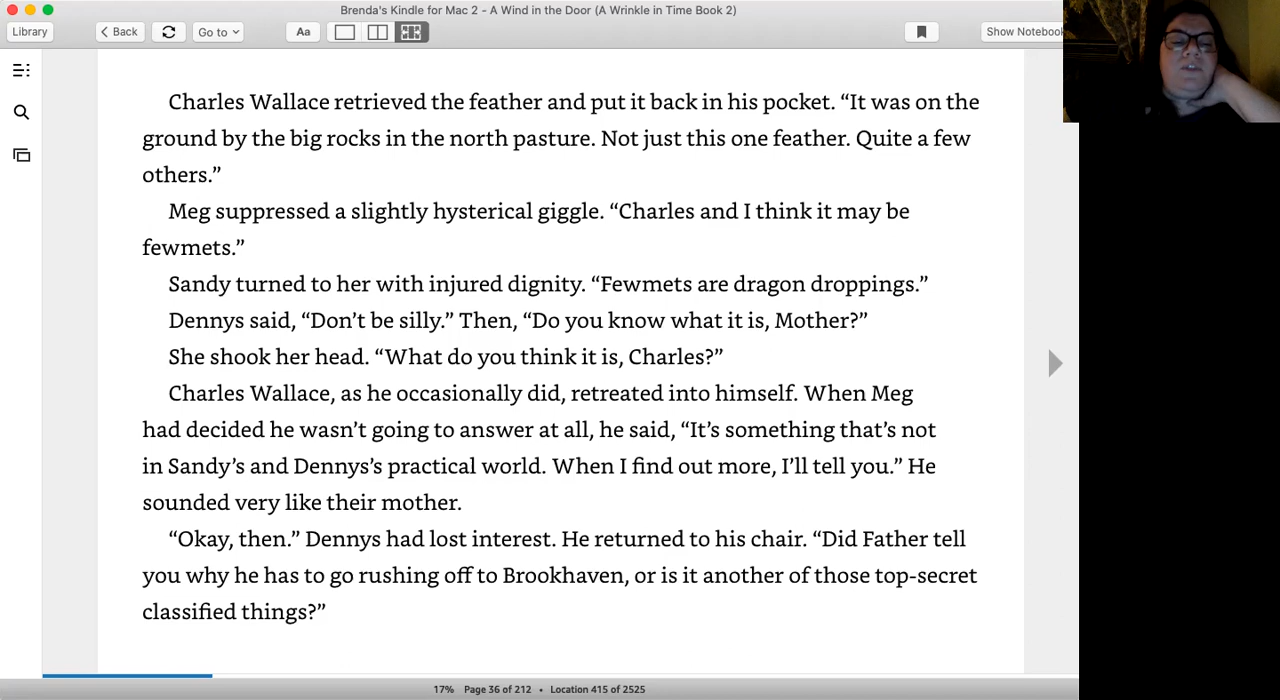 Brenda's Kindle for Mac 2 - A Wind in the Door (A Wrinkle in Time Book 2)
Library
Back
Go to
Aa
Show Notebook
Charles Wallace retrieved the feather and put it back in his pocket. “It was on the
ground by the big rocks in the north pasture. Not just this one feather. Quite a few
others.”
Meg suppressed a slightly hysterical giggle. “Charles and I think it may be
fewmets.”
Sandy turned to her with injured dignity. “Fewmets are dragon droppings.”
Dennys said, “Don’t be silly.” Then, “Do you know what it is, Mother?”
She shook her head. “What do you think it is, Charles?”
Charles Wallace, as he occasionally did, retreated into himself. When Meg
had decided he wasn’t going to answer at all, he said, “It’s something that’s not
in Sandy’s and Dennys’s practical world. When I find out more, I’ll tell you.” He
sounded very like their mother.
“Okay, then.” Dennys had lost interest. He returned to his chair. “Did Father tell
you why he has to go rushing off to Brookhaven, or is it another of those top-secret
classified things?”
17% Page 36 of 212 • Location 415 of 2525